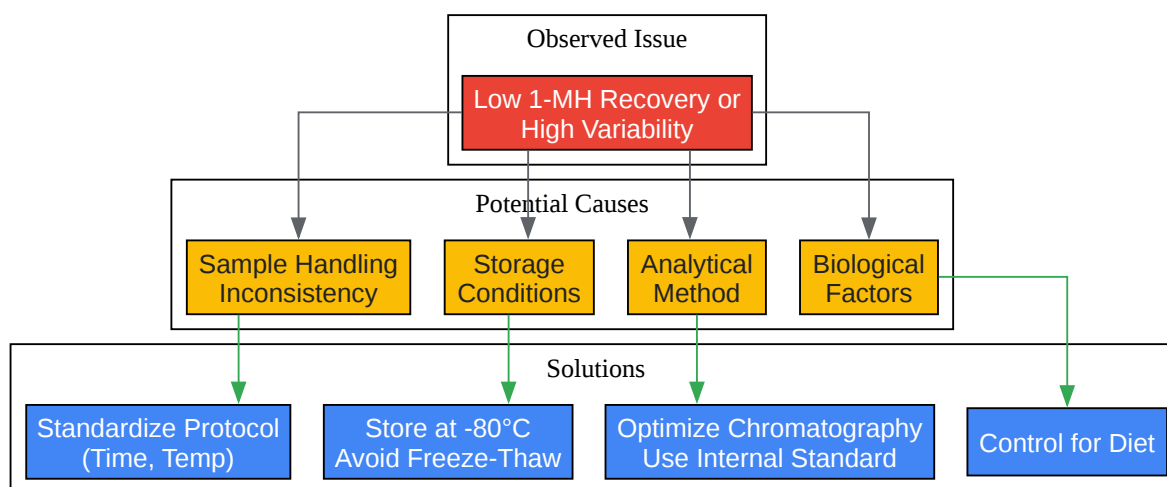 Observed Issue
Low 1-MH Recovery or
High Variability
Potential Causes
Sample Handling
Inconsistency
Storage
Conditions
Analytical
Method
Biological
Factors
Solutions
Standardize Protocol
(Time, Temp)
Store at -80°C
Avoid Freeze-Thaw
Optimize Chromatography
Use Internal Standard
Control for Diet